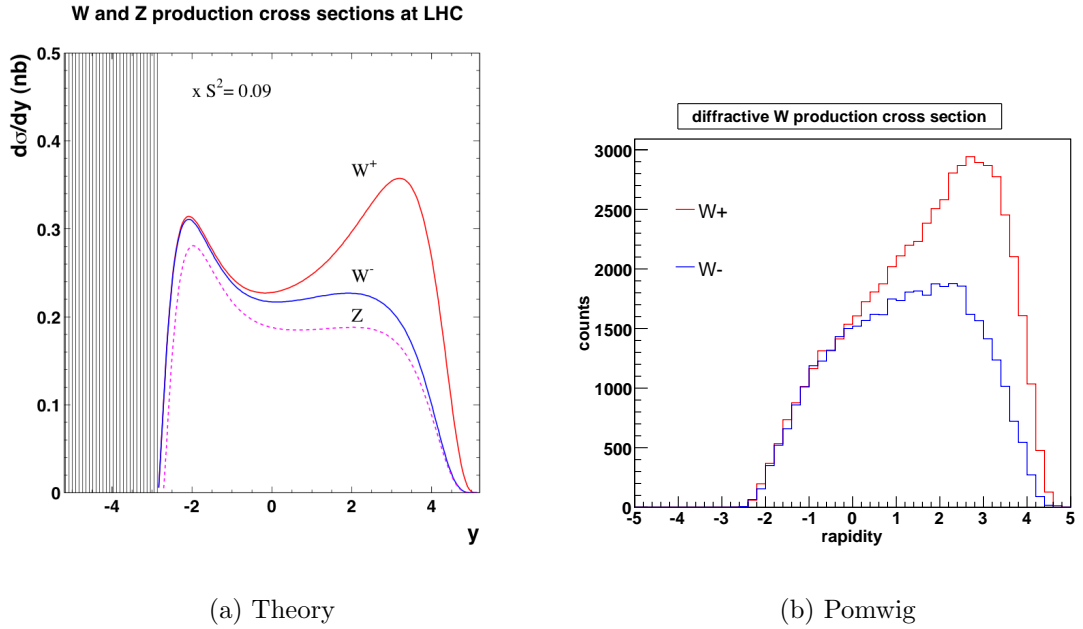 W and Z production cross sections at LHC
dσ/dy (nb)
0.5
0.4
0.3
0.2
0.1
0
x S²= 0.09
W⁺
W⁻
Z
-4 -2 0 2 4
y
(a) Theory
diffractive W production cross section
counts
3000
2500
2000
1500
1000
500
0
W+
W-
-5 -4 -3 -2 -1 0 1 2 3 4 5
rapidity
(b) Pomwig